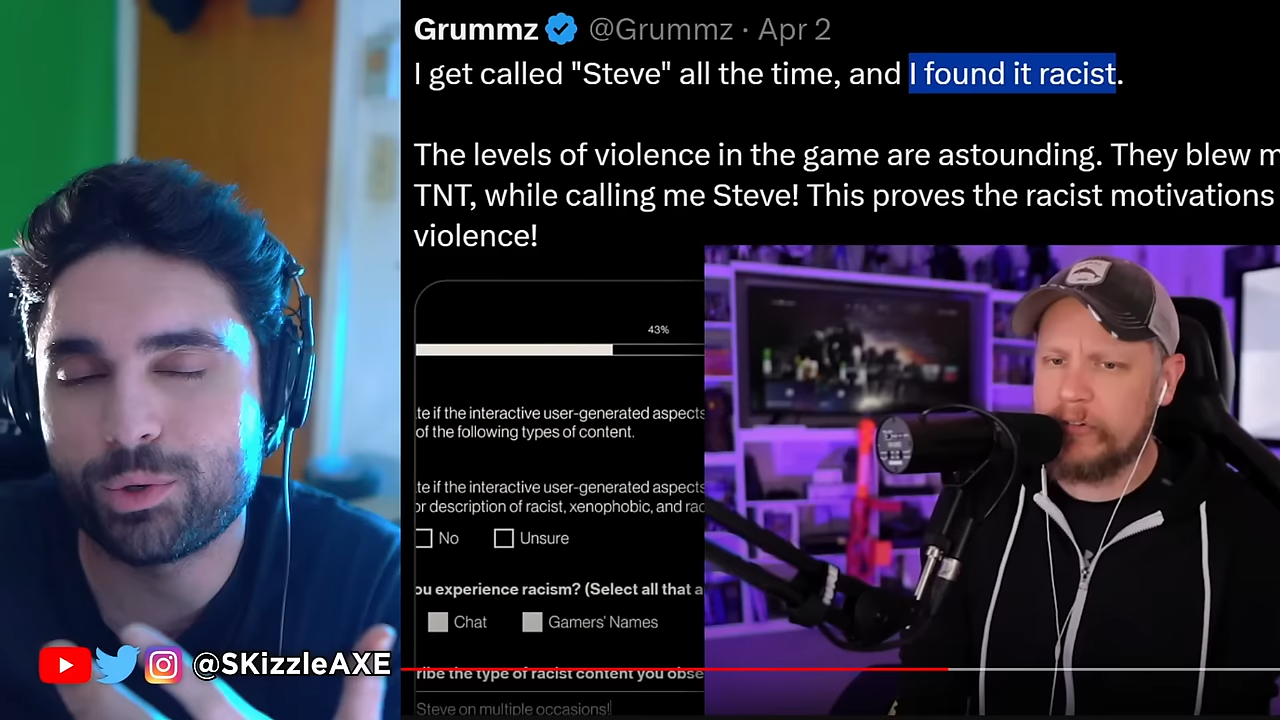 Grummz @Grummz · Apr 2
I get called "Steve" all the time, and I found it racist.
The levels of violence in the game are astounding. They blew m
TNT, while calling me Steve! This proves the racist motivations
violence!
43%
te if the interactive user-generated aspects
of the following types of content.
te if the interactive user-generated aspects
or description of racist, xenophobic, and rac
No Unsure
ou experience racism? (Select all that a
Chat Gamers' Names
ribe the type of racist content you obse
Steve on multiple occasions!
@SKizzleAXE